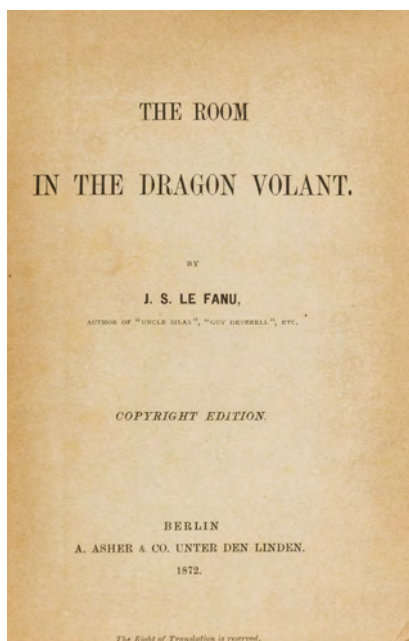 THE ROOM
IN THE DRAGON VOLANT.
BY
J. S. LE FANU,
AUTHOR OF "UNCLE SILAS", "GUY DEVERELL", ETC.
COPYRIGHT EDITION.
BERLIN
A. ASHER & CO. UNTER DEN LINDEN.
1872.
The Right of Translation is reserved.